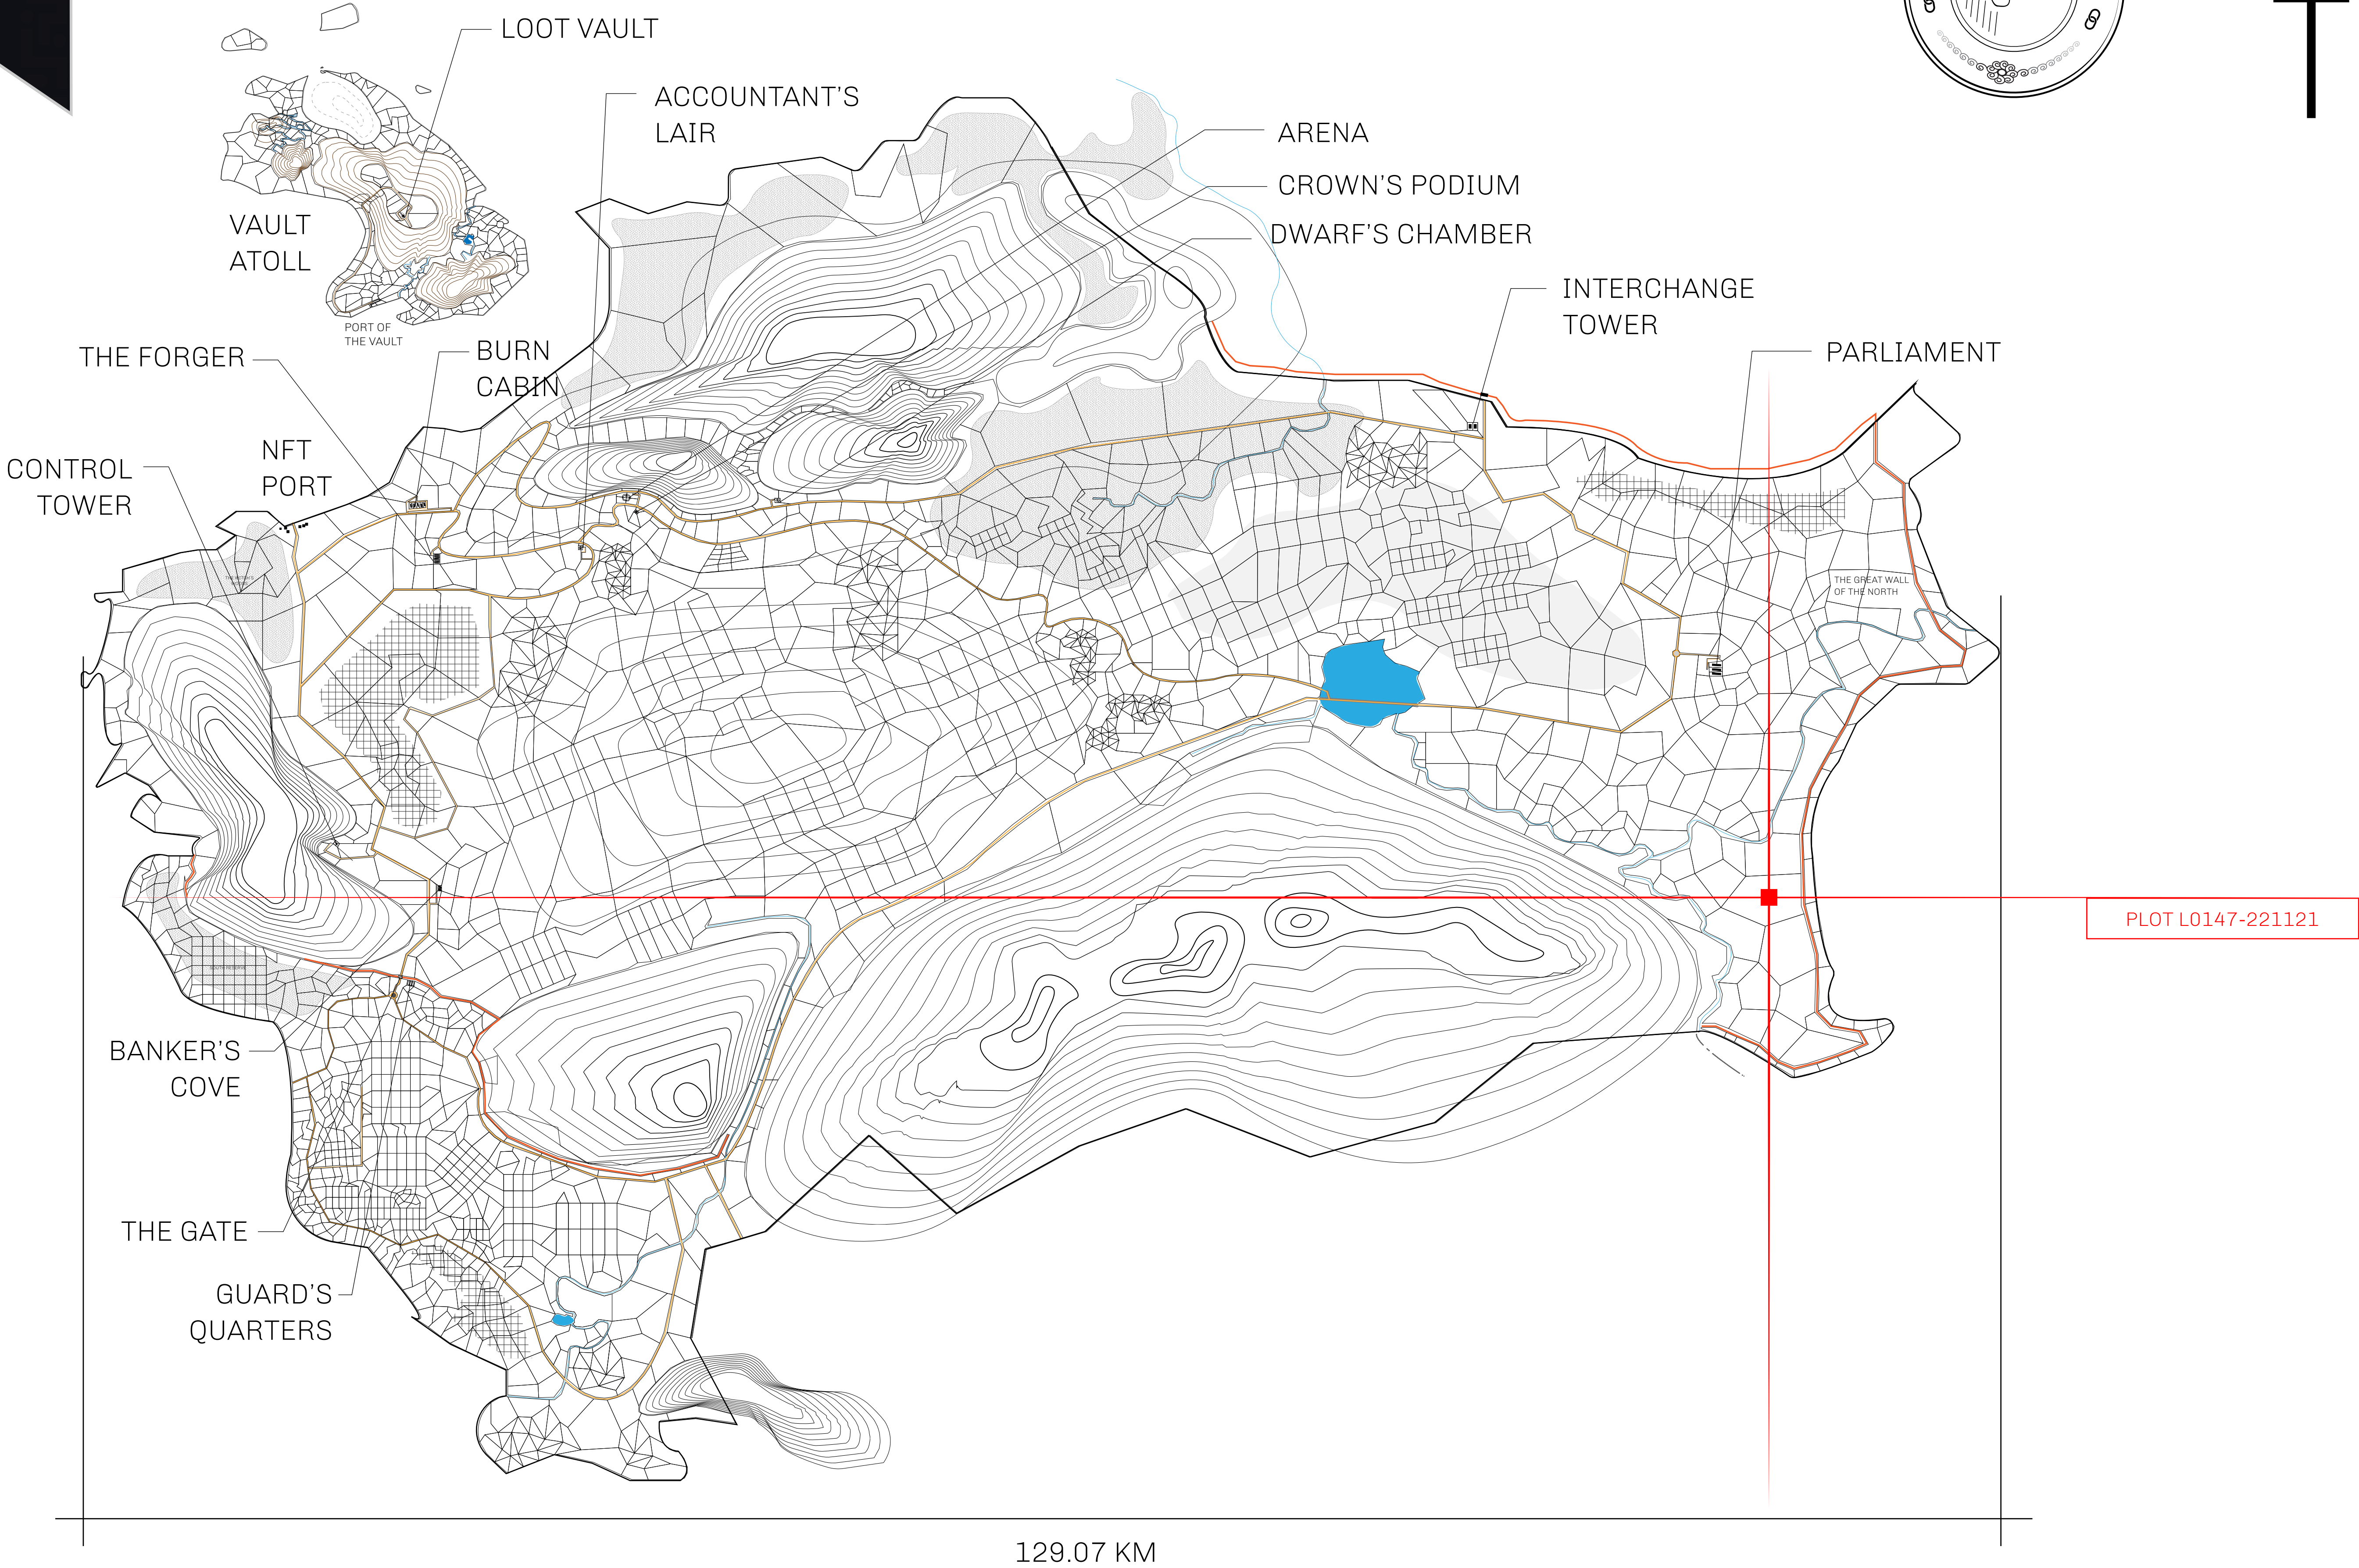 LOOT VAULT
ACCOUNTANT'S
LAIR
ARENA
CROWN'S PODIUM
DWARF'S CHAMBER
VAULT
ATOLL
INTERCHANGE
TOWER
PORT OF
THE VAULT
THE FORGER
BURN
CABIN
PARLIAMENT
NFT
PORT
CONTROL
TOWER
THE GREAT WALL
OF THE NORTH
PLOT L0147-221121
SOUTH RESERVE
BANKER'S
COVE
THE GATE
GUARD'S
QUARTERS
129.07 KM